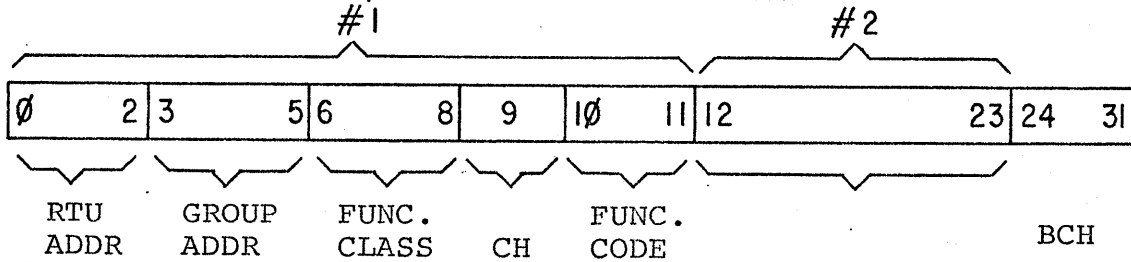 #1 #2
Ø 2 3 5 6 8 9 1Ø 11 12 23 24 31
RTU GROUP FUNC. FUNC.
ADDR ADDR CLASS CH CODE BCH